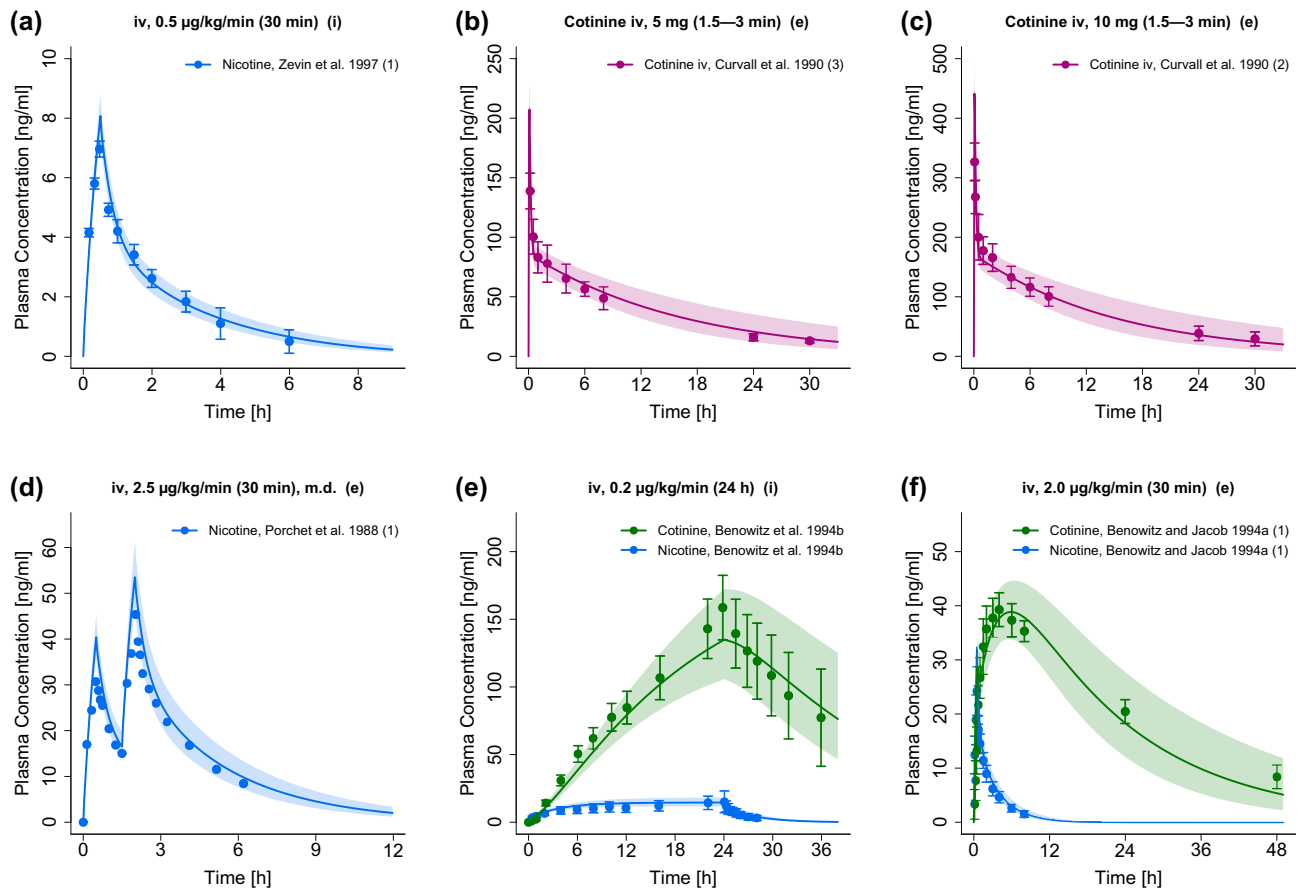 (a) iv, 0.5 µg/kg/min (30 min) (i)
Nicotine, Zevin et al. 1997 (1)
Plasma Concentration [ng/ml]
0 2 4 6 8 10
0 2 4 6 8
Time [h]
(b) Cotinine iv, 5 mg (1.5—3 min) (e)
Cotinine iv, Curvall et al. 1990 (3)
Plasma Concentration [ng/ml]
0 50 100 150 200 250
0 6 12 18 24 30
Time [h]
(c) Cotinine iv, 10 mg (1.5—3 min) (e)
Cotinine iv, Curvall et al. 1990 (2)
Plasma Concentration [ng/ml]
0 100 200 300 400 500
0 6 12 18 24 30
Time [h]
(d) iv, 2.5 µg/kg/min (30 min), m.d. (e)
Nicotine, Porchet et al. 1988 (1)
Plasma Concentration [ng/ml]
0 10 20 30 40 50 60
0 3 6 9 12
Time [h]
(e) iv, 0.2 µg/kg/min (24 h) (i)
Cotinine, Benowitz et al. 1994b
Nicotine, Benowitz et al. 1994b
Plasma Concentration [ng/ml]
0 50 100 150 200
0 6 12 18 24 30 36
Time [h]
(f) iv, 2.0 µg/kg/min (30 min) (e)
Cotinine, Benowitz and Jacob 1994a (1)
Nicotine, Benowitz and Jacob 1994a (1)
Plasma Concentration [ng/ml]
0 10 20 30 40 50
0 12 24 36 48
Time [h]